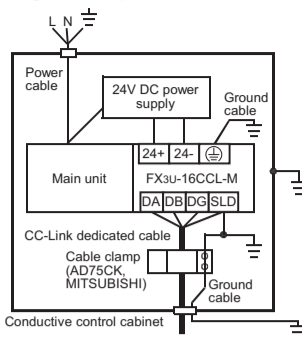 L N
Power
cable
24V DC power
supply
Ground
cable
24+ 24-
Main unit
FX3U-16CCL-M
DA DB DG SLD
CC-Link dedicated cable
Cable clamp
(AD75CK,
MITSUBISHI)
Ground
cable
Conductive control cabinet